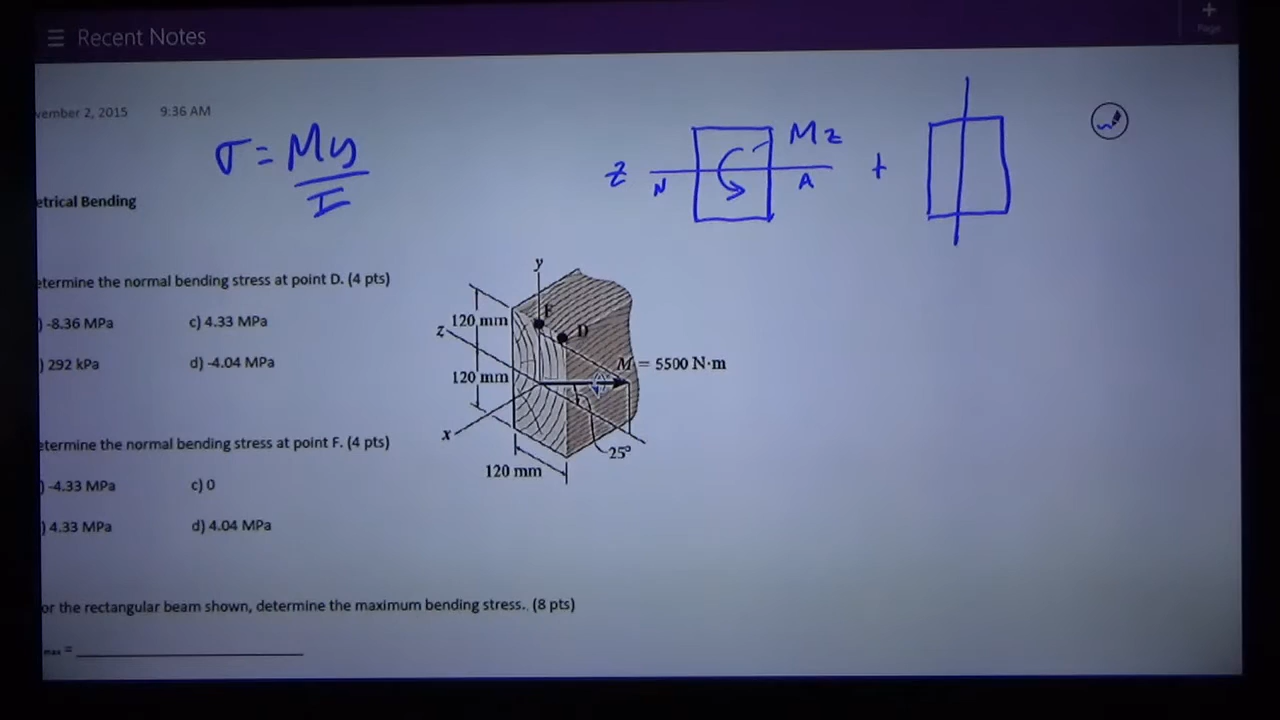 Recent Notes
Page
vember 2, 2015 9:36 AM
σ = My
I
z N Mz A +
etrical Bending
etermine the normal bending stress at point D. (4 pts)
) -8.36 MPa c) 4.33 MPa
) 292 kPa d) -4.04 MPa
y
F
D
z
120 mm
M = 5500 N·m
120 mm
x
25°
120 mm
etermine the normal bending stress at point F. (4 pts)
) -4.33 MPa c) 0
) 4.33 MPa d) 4.04 MPa
or the rectangular beam shown, determine the maximum bending stress. (8 pts)
max =